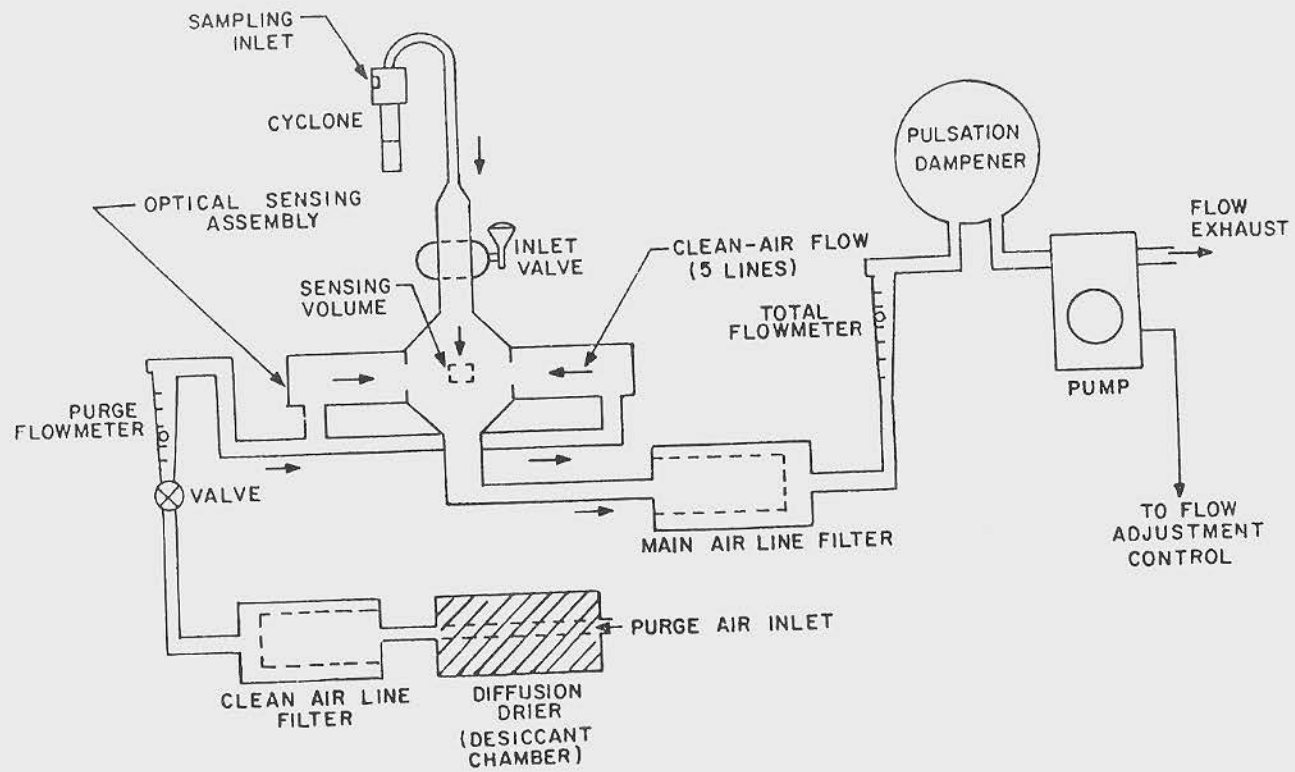 SAMPLING
INLET
CYCLONE
OPTICAL SENSING
ASSEMBLY
INLET
VALVE
SENSING
VOLUME
CLEAN-AIR FLOW
(5 LINES)
PULSATION
DAMPENER
FLOW
EXHAUST
TOTAL
FLOWMETER
PUMP
PURGE
FLOWMETER
VALVE
MAIN AIR LINE FILTER
TO FLOW
ADJUSTMENT
CONTROL
PURGE AIR INLET
CLEAN AIR LINE
FILTER
DIFFUSION
DRIER
(DESICCANT
CHAMBER)